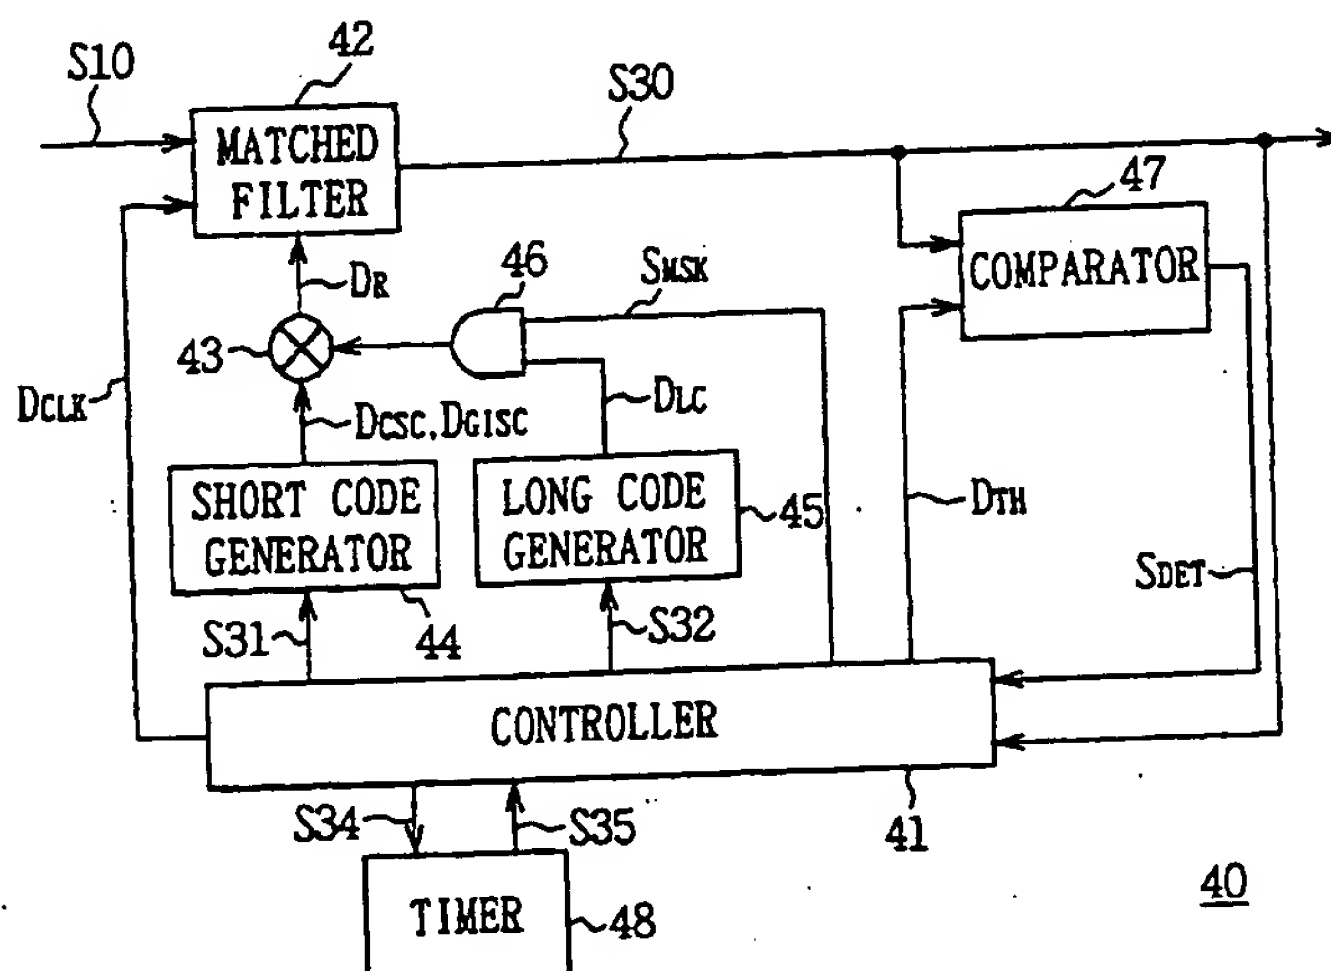 42
S10
S30
MATCHED
FILTER
47
46
SMSK
COMPARATOR
DR
43
DCLK
DLC
DCSC, DG1SC
SHORT CODE
GENERATOR
LONG CODE
GENERATOR
45
DTH
SDET
S31
44
S32
CONTROLLER
S34
S35
41
40
TIMER
48